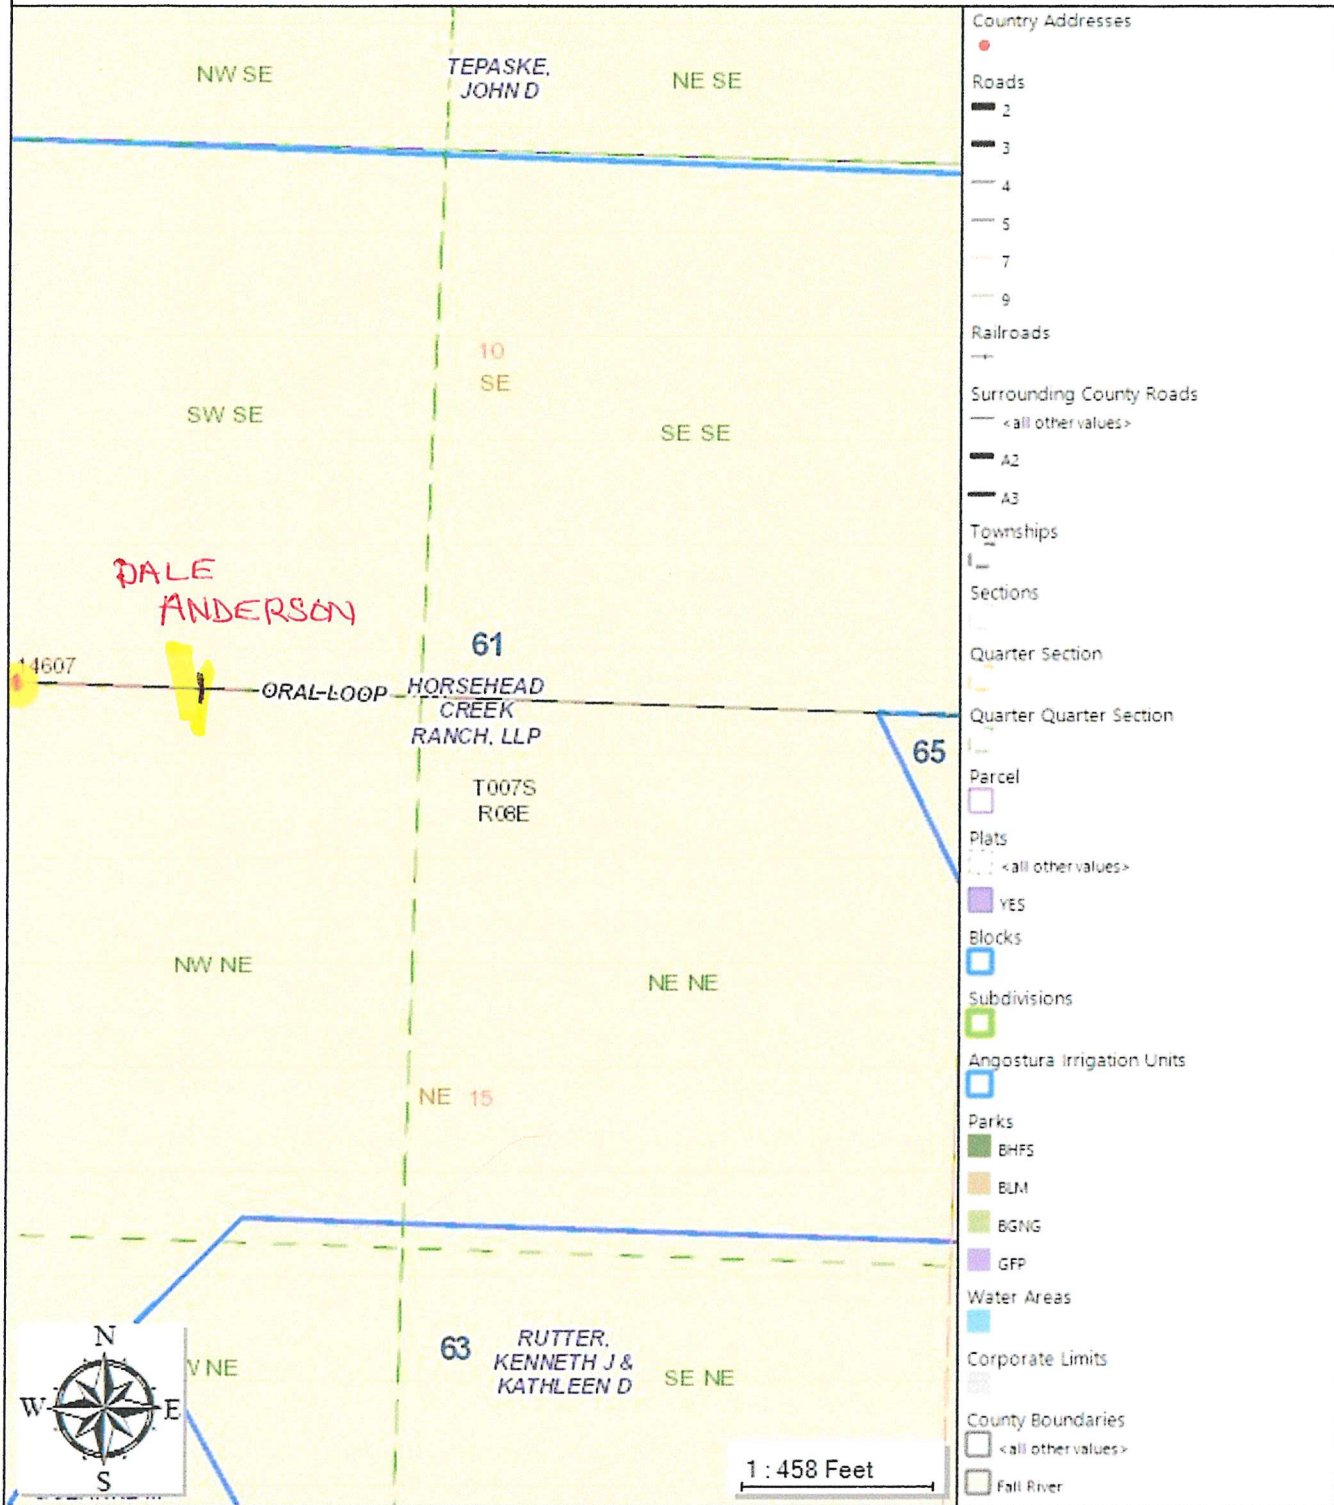 NW SE
TEPASKE,
JOHN D
NE SE
10
SE
SW SE
SE SE
DALE
ANDERSON
14607
ORAL LOOP
61
HORSEHEAD
CREEK
RANCH, LLP
65
T007S
R08E
NW NE
NE NE
NE 15
63
RUTTER,
KENNETH J &
KATHLEEN D
SE NE
N
W E
S
NE
1 : 458 Feet
Country Addresses
Roads
2
3
4
5
7
9
Railroads
Surrounding County Roads
<all other values>
A2
A3
Townships
Sections
Quarter Section
Quarter Quarter Section
Parcel
Plats
<all other values>
YES
Blocks
Subdivisions
Angostura Irrigation Units
Parks
BHFS
BLM
BGNG
GFP
Water Areas
Corporate Limits
County Boundaries
<all other values>
Fall River